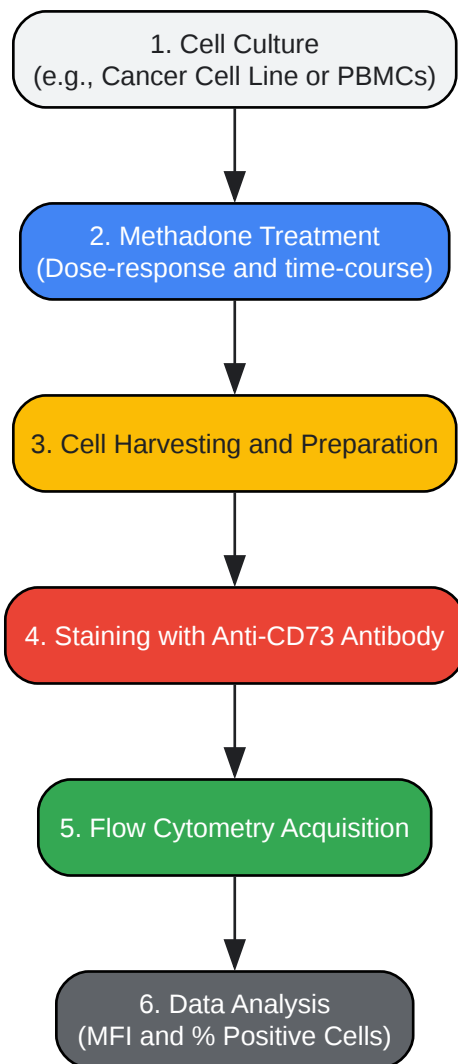 1. Cell Culture
(e.g., Cancer Cell Line or PBMCs)
2. Methadone Treatment
(Dose-response and time-course)
3. Cell Harvesting and Preparation
4. Staining with Anti-CD73 Antibody
5. Flow Cytometry Acquisition
6. Data Analysis
(MFI and % Positive Cells)